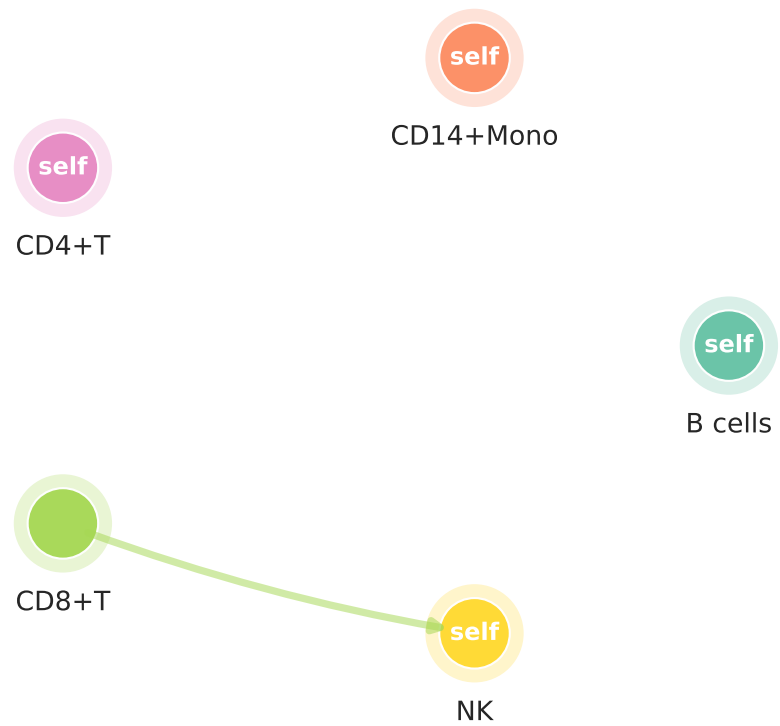 self
CD14+Mono
self
CD4+T
self
B cells
CD8+T
self
NK